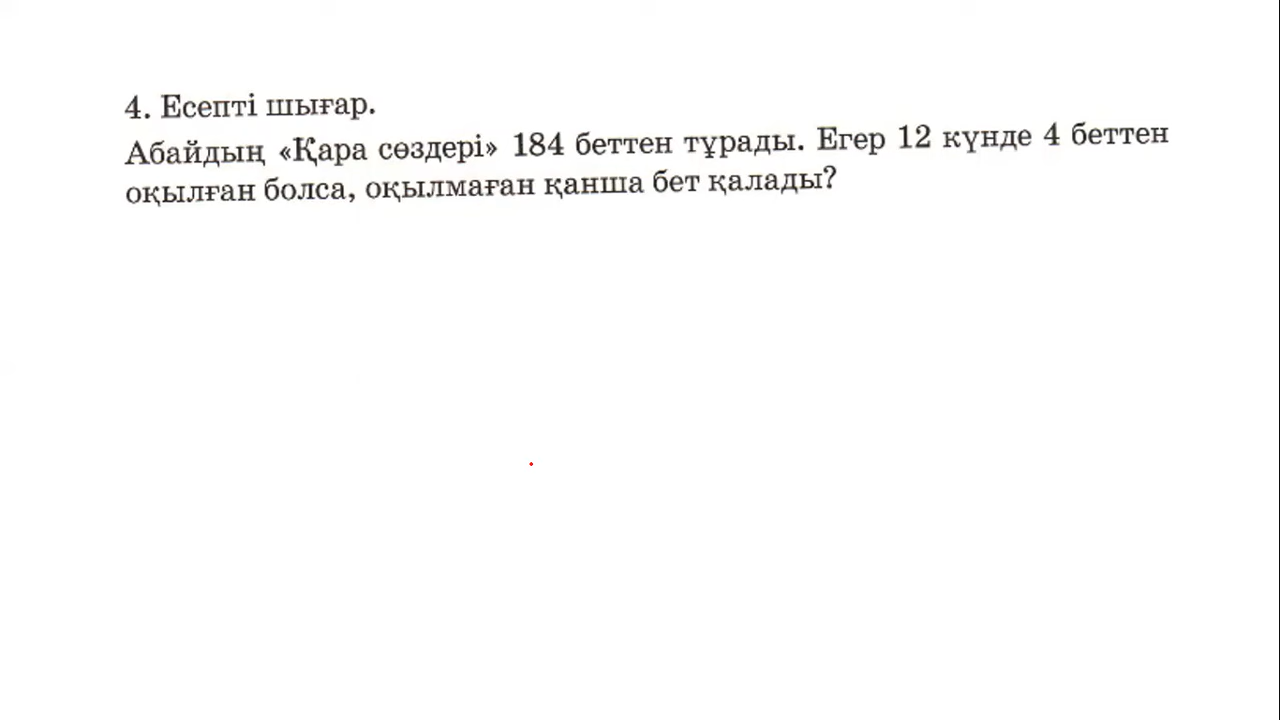 4. Есепті шығар.
Абайдың «Қара сөздері» 184 беттен тұрады. Егер 12 күнде 4 беттен
оқылған болса, оқылмаған қанша бет қалады?